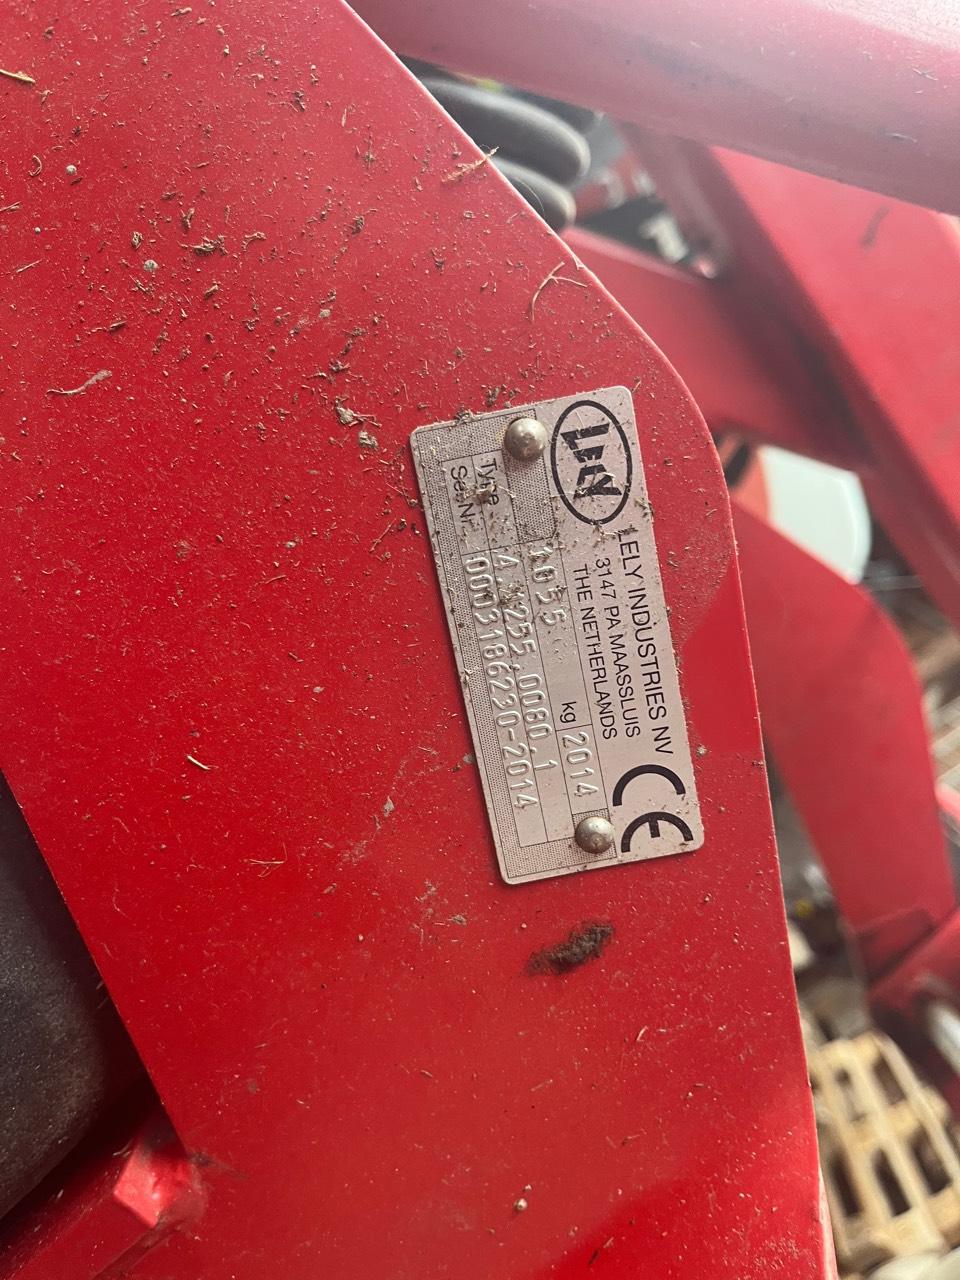 LELY
LELY INDUSTRIES NV
3147 PA MAASSLUIS
THE NETHERLANDS
CE
kg 2014
Type 4.1255.0080.1
Ser.Nr. 0003186230-2014